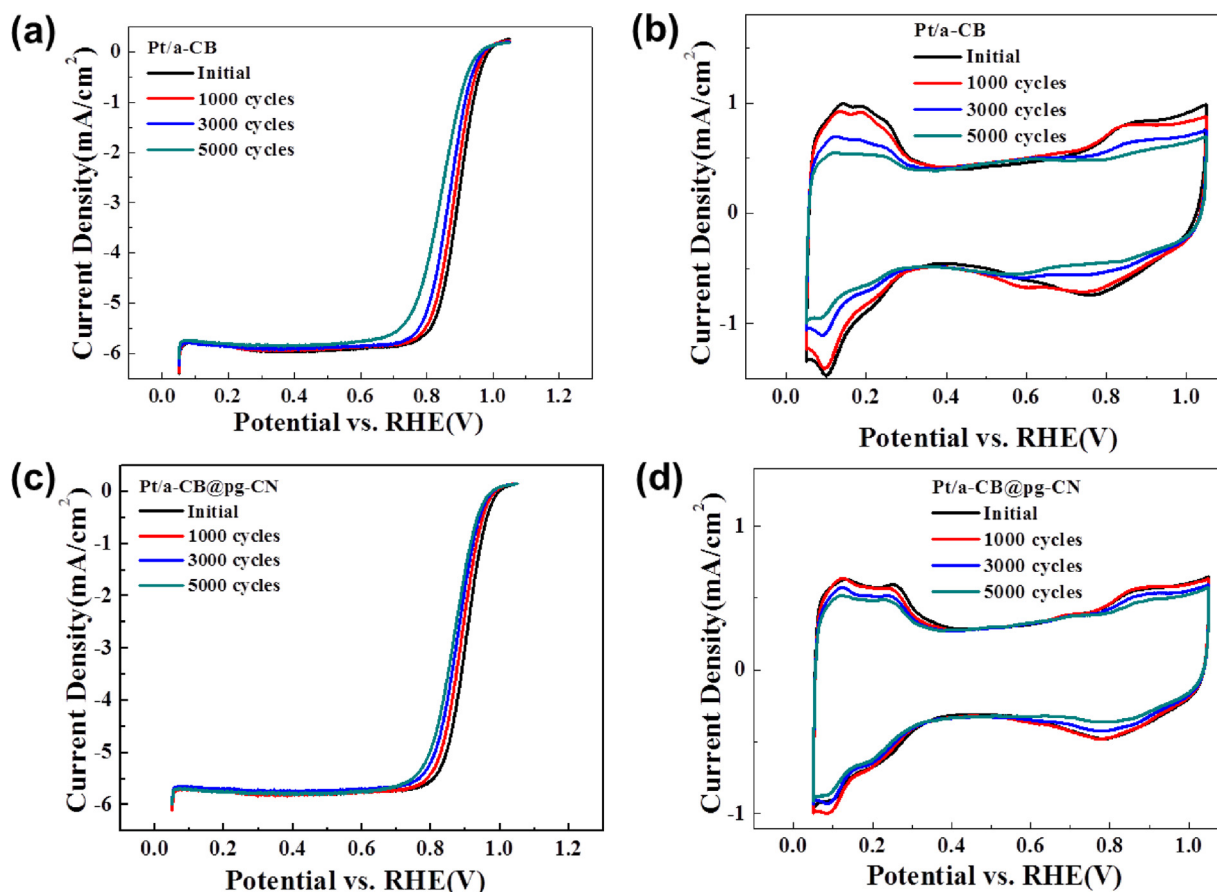 (a)
Pt/a-CB
Initial
1000 cycles
3000 cycles
5000 cycles
0
-1
-2
-3
-4
-5
-6
Current Density(mA/cm²)
0.0 0.2 0.4 0.6 0.8 1.0 1.2
Potential vs. RHE(V)
(b)
Pt/a-CB
Initial
1000 cycles
3000 cycles
5000 cycles
1
0
-1
Current Density(mA/cm²)
0.0 0.2 0.4 0.6 0.8 1.0
Potential vs. RHE(V)
(c)
Pt/a-CB@pg-CN
Initial
1000 cycles
3000 cycles
5000 cycles
0
-1
-2
-3
-4
-5
-6
Current Density(mA/cm²)
0.0 0.2 0.4 0.6 0.8 1.0 1.2
Potential vs. RHE(V)
(d)
Pt/a-CB@pg-CN
Initial
1000 cycles
3000 cycles
5000 cycles
1
0
-1
Current Density(mA/cm²)
0.0 0.2 0.4 0.6 0.8 1.0
Potential vs. RHE(V)